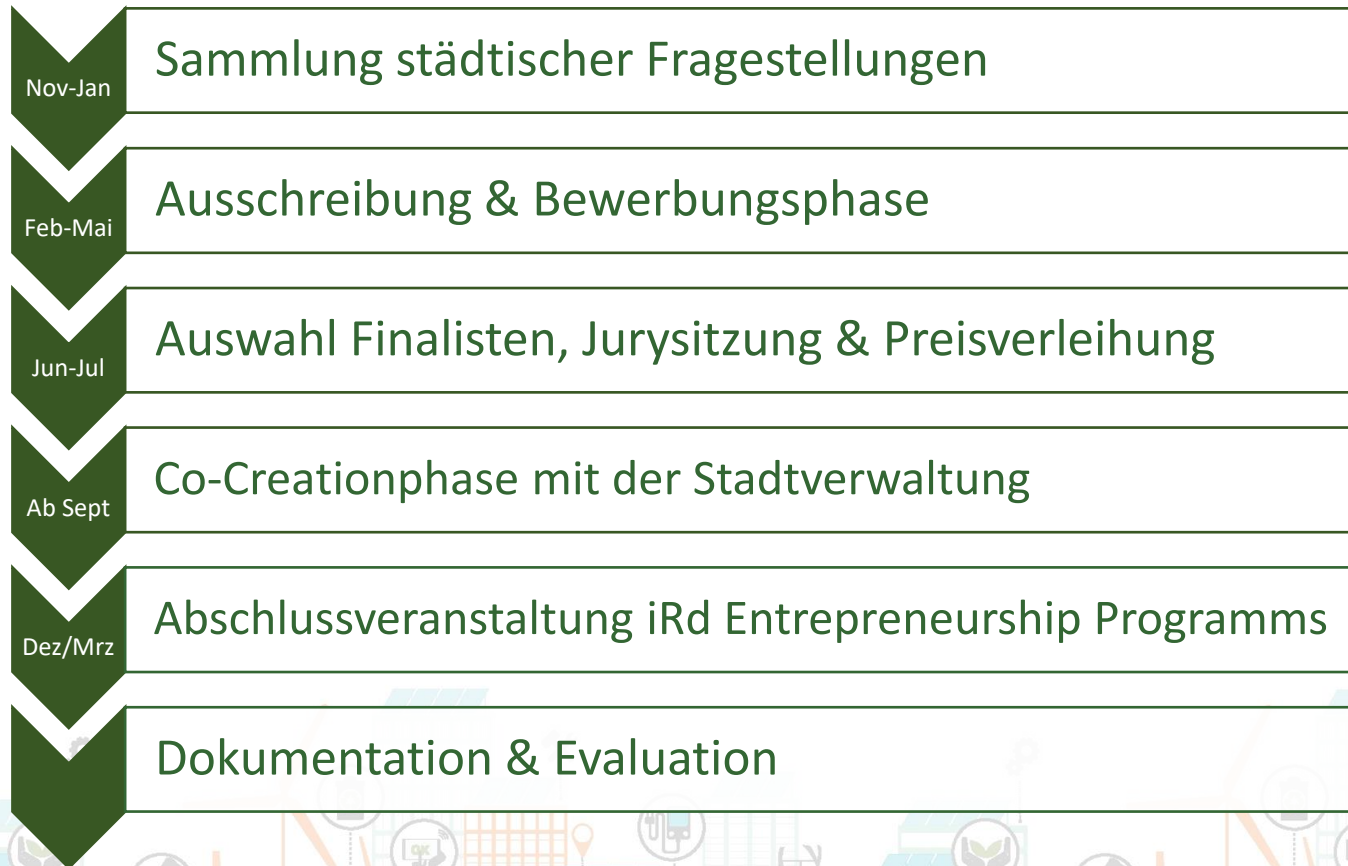 Nov-Jan
Sammlung städtischer Fragestellungen
Feb-Mai
Ausschreibung & Bewerbungsphase
Jun-Jul
Auswahl Finalisten, Jurysitzung & Preisverleihung
Ab Sept
Co-Creationphase mit der Stadtverwaltung
Dez/Mrz
Abschlussveranstaltung iRd Entrepreneurship Programms
Dokumentation & Evaluation